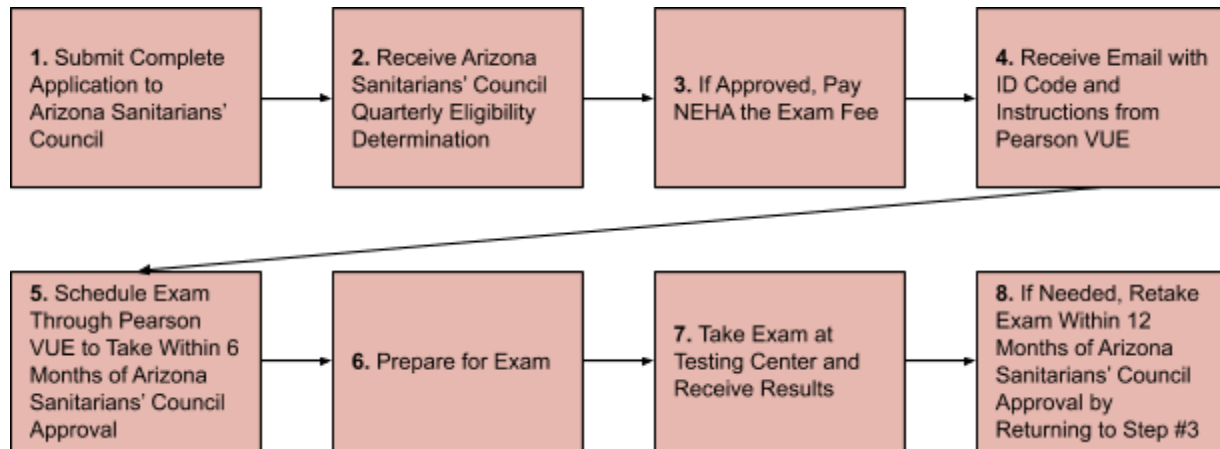 1. Submit Complete
Application to
Arizona Sanitarians'
Council
2. Receive Arizona
Sanitarians' Council
Quarterly Eligibility
Determination
3. If Approved, Pay
NEHA the Exam Fee
4. Receive Email with
ID Code and
Instructions from
Pearson VUE
5. Schedule Exam
Through Pearson
VUE to Take Within 6
Months of Arizona
Sanitarians' Council
Approval
6. Prepare for Exam
7. Take Exam at
Testing Center and
Receive Results
8. If Needed, Retake
Exam Within 12
Months of Arizona
Sanitarians' Council
Approval by
Returning to Step #3